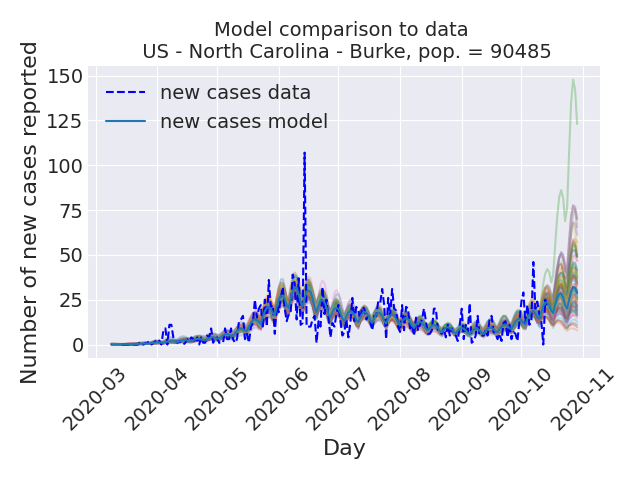 Model comparison to data
US - North Carolina - Burke, pop. = 90485
Number of new cases reported
150
125
100
75
50
25
0
new cases data
new cases model
2020-03
2020-04
2020-05
2020-06
2020-07
2020-08
2020-09
2020-10
2020-11
Day